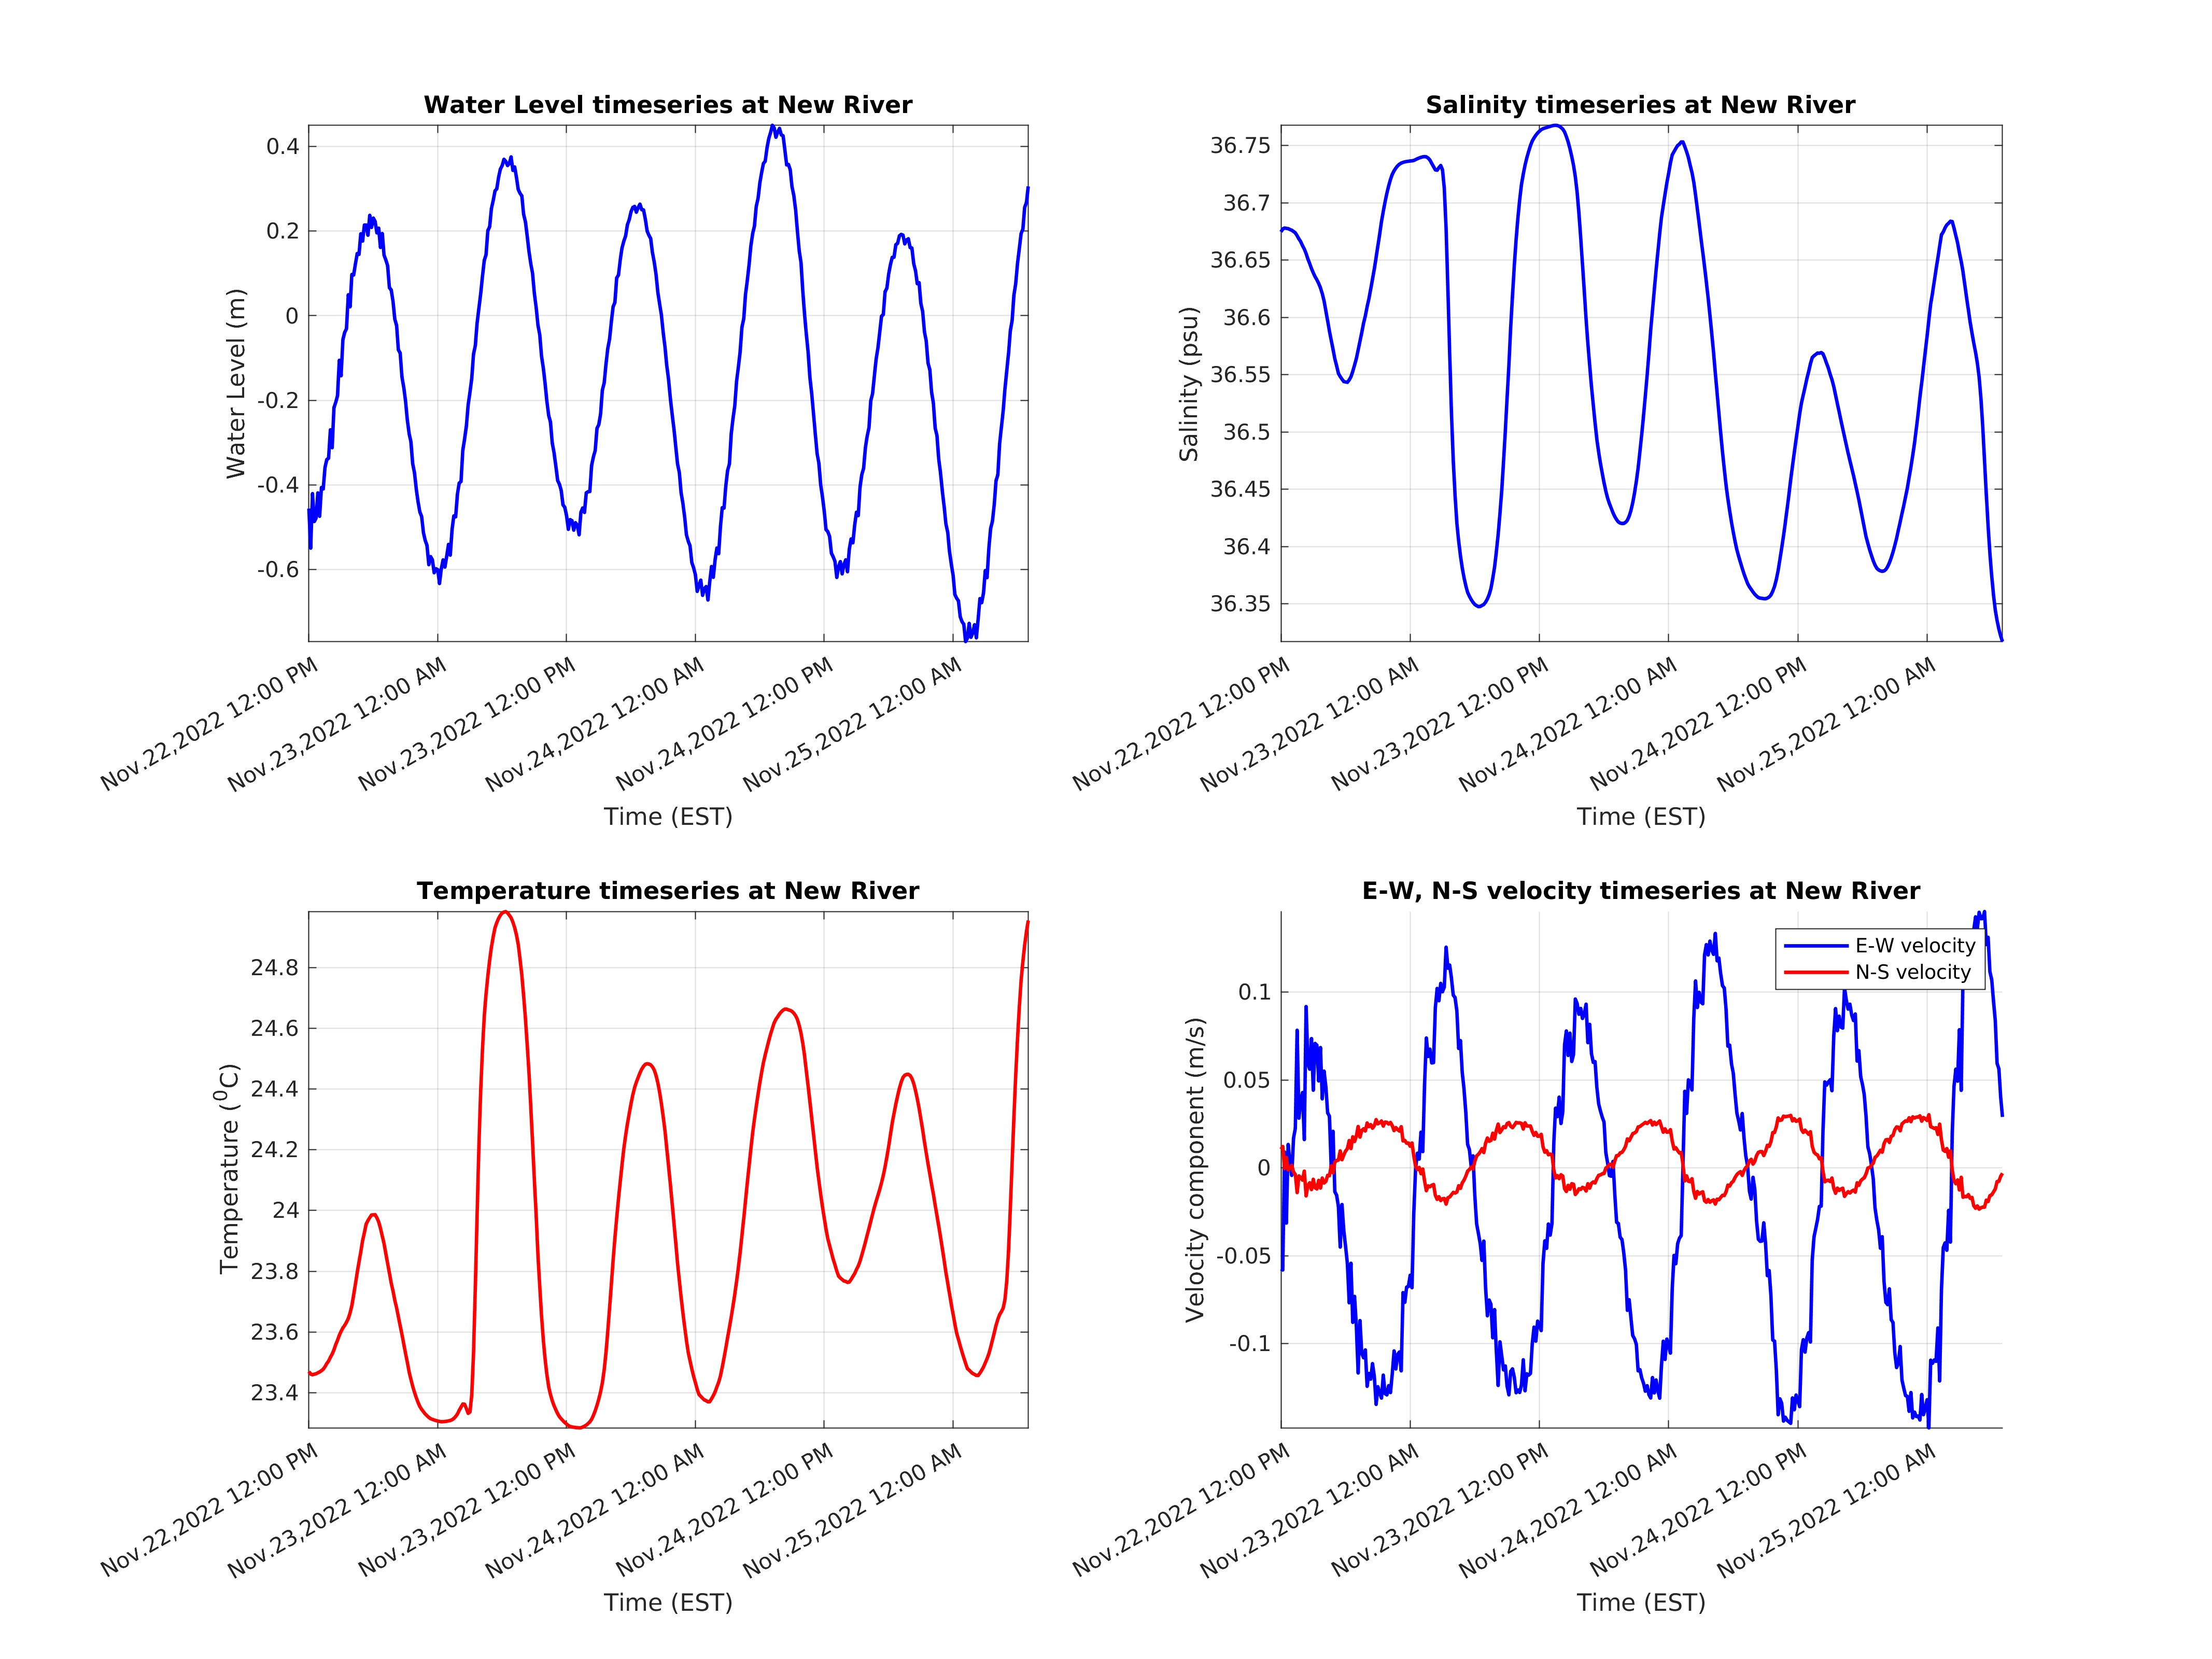 Water Level timeseries at New River
0.4
0.2
0
-0.2
-0.4
-0.6
Water Level (m)
Nov.22,2022 12:00 PM
Nov.23,2022 12:00 AM
Nov.23,2022 12:00 PM
Nov.24,2022 12:00 AM
Nov.24,2022 12:00 PM
Nov.25,2022 12:00 AM
Time (EST)
Salinity timeseries at New River
36.75
36.7
36.65
36.6
36.55
36.5
36.45
36.4
36.35
Salinity (psu)
Nov.22,2022 12:00 PM
Nov.23,2022 12:00 AM
Nov.23,2022 12:00 PM
Nov.24,2022 12:00 AM
Nov.24,2022 12:00 PM
Nov.25,2022 12:00 AM
Time (EST)
Temperature timeseries at New River
24.8
24.6
24.4
24.2
24
23.8
23.6
23.4
Temperature (⁰C)
Nov.22,2022 12:00 PM
Nov.23,2022 12:00 AM
Nov.23,2022 12:00 PM
Nov.24,2022 12:00 AM
Nov.24,2022 12:00 PM
Nov.25,2022 12:00 AM
Time (EST)
E-W, N-S velocity timeseries at New River
E-W velocity
N-S velocity
0.1
0.05
0
-0.05
-0.1
Velocity component (m/s)
Nov.22,2022 12:00 PM
Nov.23,2022 12:00 AM
Nov.23,2022 12:00 PM
Nov.24,2022 12:00 AM
Nov.24,2022 12:00 PM
Nov.25,2022 12:00 AM
Time (EST)